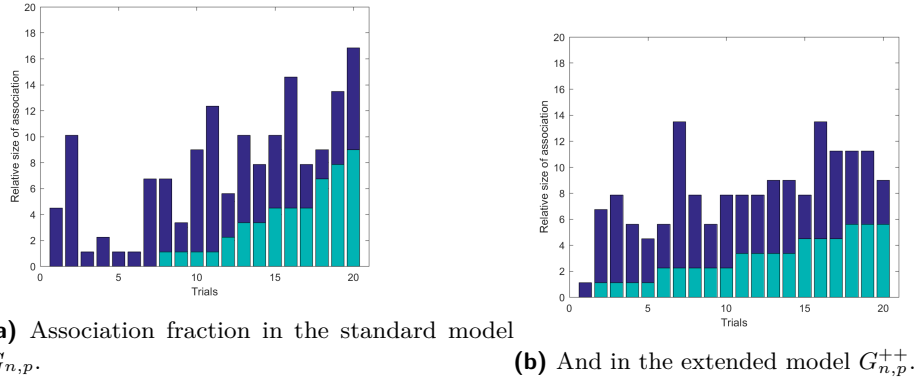 20
18
16
14
12
10
8
6
4
2
0
Relative size of association
0 5 10 15 20
Trials
a) Association fraction in the standard model
G_{n,p}.
20
18
16
14
12
10
8
6
4
2
0
Relative size of association
0 5 10 15 20
Trials
(b) And in the extended model G_{n,p}^{++}.